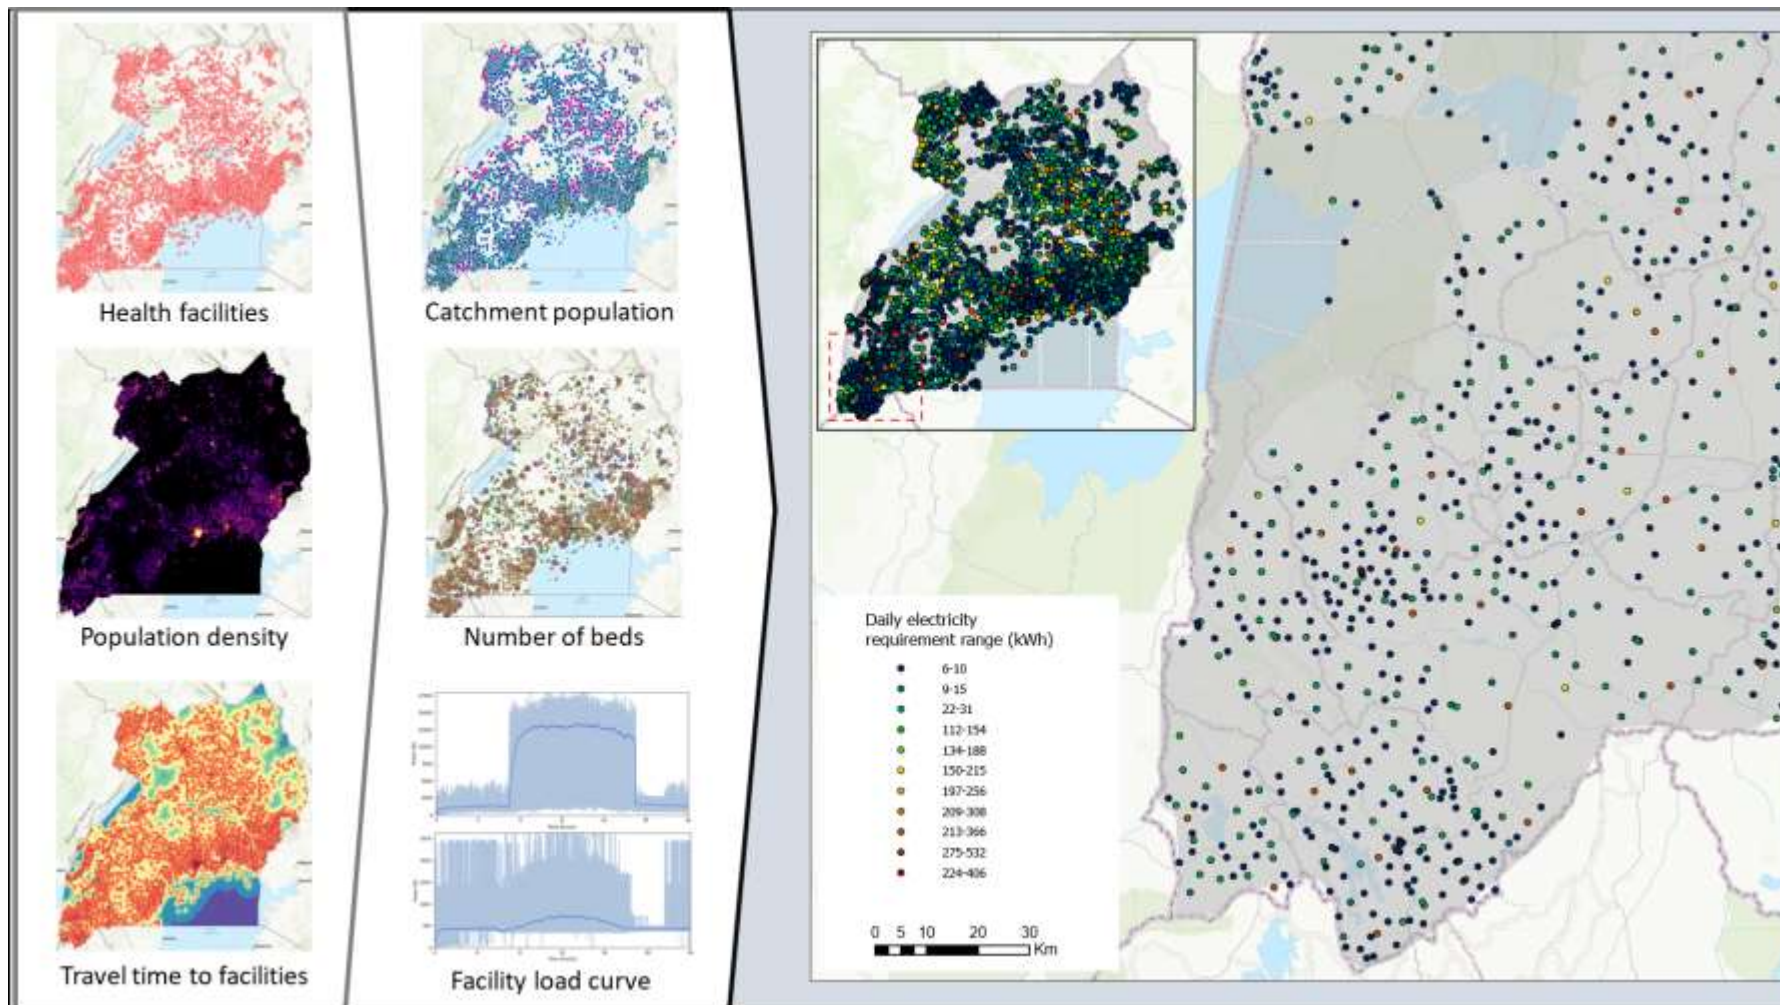 Health facilities
Population density
Travel time to facilities
Catchment population
Number of beds
Facility load curve
Daily electricity
requirement range (kWh)
6-10
9-15
22-31
112-154
134-188
150-215
197-256
209-308
213-366
275-532
224-406
0 5 10 20 30
Km